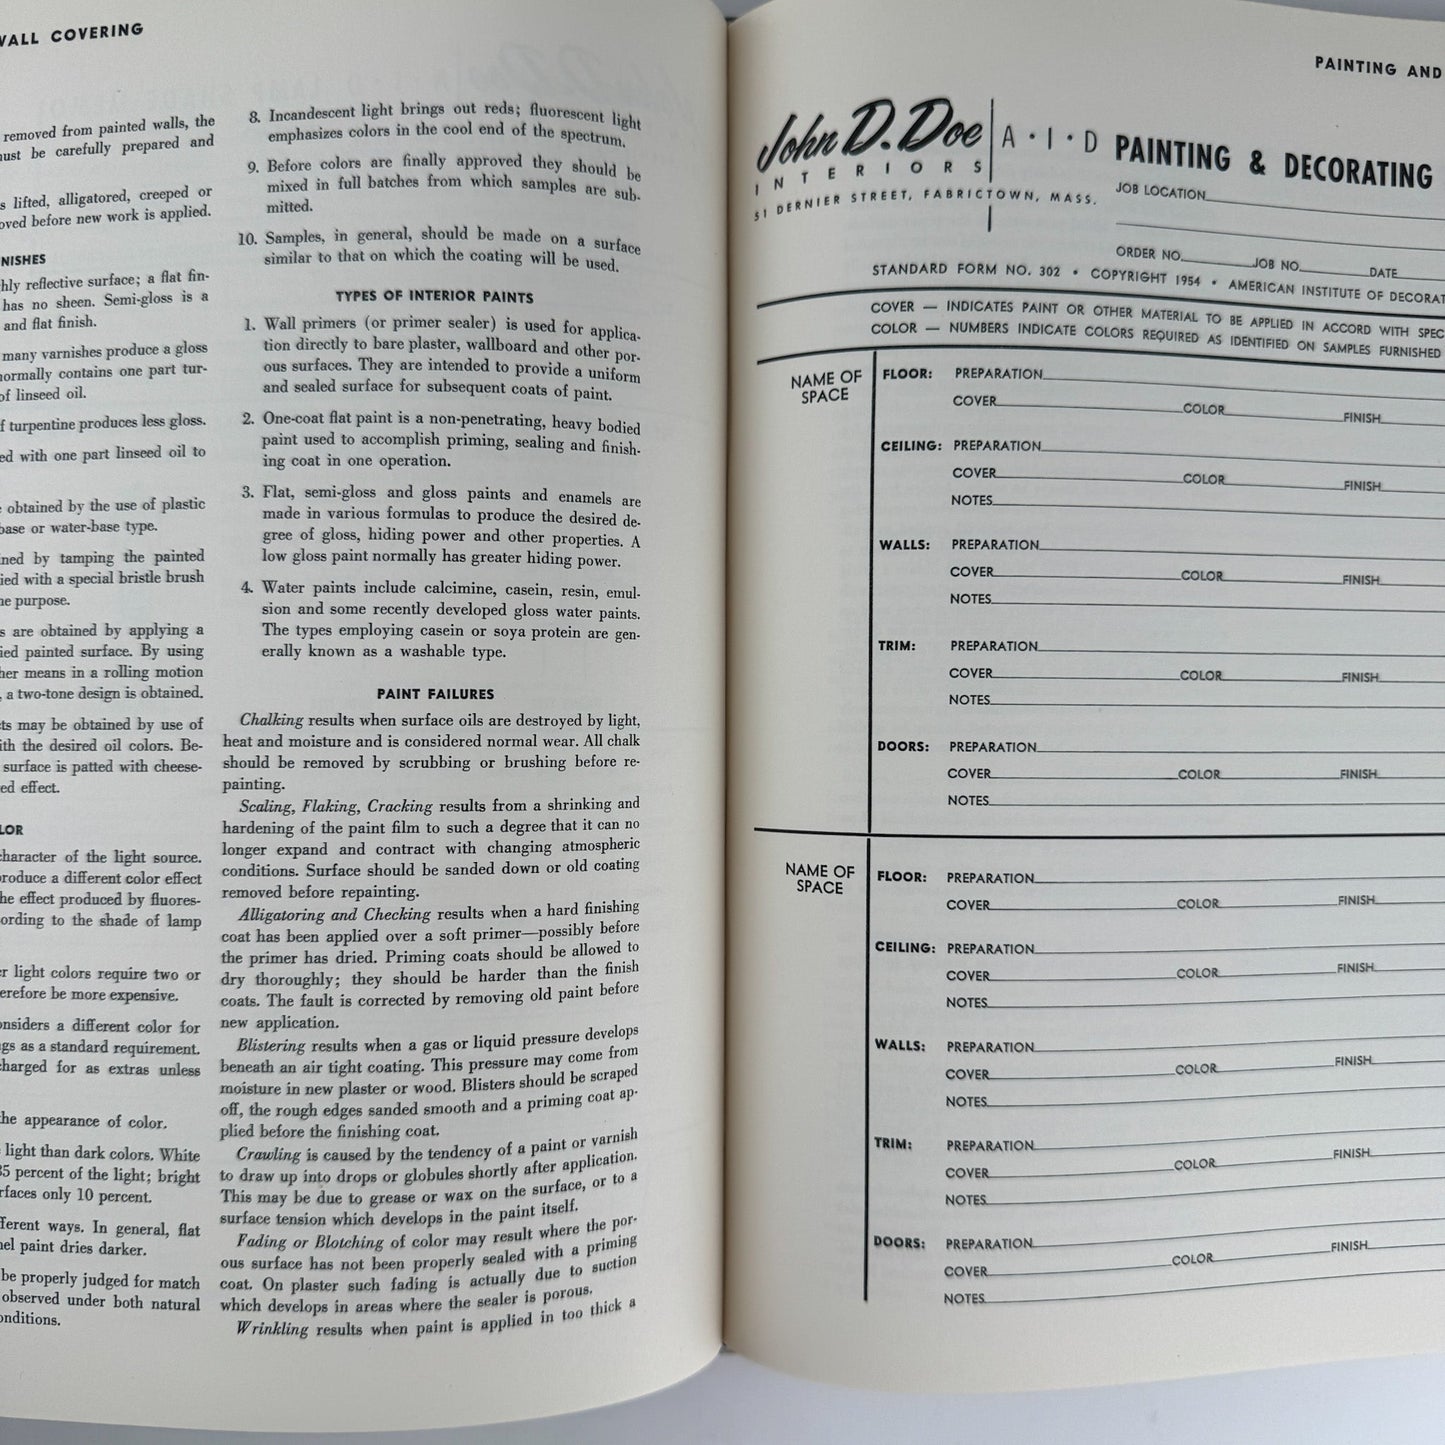 WALL COVERING
removed from painted walls, the
must be carefully prepared and
s lifted, alligatored, creeped or
oved before new work is applied.
NISHES
hly reflective surface; a flat fin-
has no sheen. Semi-gloss is a
and flat finish.
many varnishes produce a gloss
normally contains one part tur-
of linseed oil.
f turpentine produces less gloss.
ed with one part linseed oil to
obtained by the use of plastic
base or water-base type.
ned by tamping the painted
ied with a special bristle brush
ne purpose.
s are obtained by applying a
ied painted surface. By using
her means in a rolling motion
, a two-tone design is obtained.
ts may be obtained by use of
ith the desired oil colors. Be-
surface is patted with cheese-
ed effect.
LOR
character of the light source.
produce a different color effect
he effect produced by fluores-
ording to the shade of lamp
er light colors require two or
erefore be more expensive.
onsiders a different color for
gs as a standard requirement.
charged for as extras unless
he appearance of color.
light than dark colors. White
85 percent of the light; bright
rfaces only 10 percent.
fferent ways. In general, flat
el paint dries darker.
be properly judged for match
observed under both natural
onditions.
8. Incandescent light brings out reds; fluorescent light
emphasizes colors in the cool end of the spectrum.
9. Before colors are finally approved they should be
mixed in full batches from which samples are sub-
mitted.
10. Samples, in general, should be made on a surface
similar to that on which the coating will be used.
TYPES OF INTERIOR PAINTS
1. Wall primers (or primer sealer) is used for applica-
tion directly to bare plaster, wallboard and other por-
ous surfaces. They are intended to provide a uniform
and sealed surface for subsequent coats of paint.
2. One-coat flat paint is a non-penetrating, heavy bodied
paint used to accomplish priming, sealing and finish-
ing coat in one operation.
3. Flat, semi-gloss and gloss paints and enamels are
made in various formulas to produce the desired de-
gree of gloss, hiding power and other properties. A
low gloss paint normally has greater hiding power.
4. Water paints include calcimine, casein, resin, emul-
sion and some recently developed gloss water paints.
The types employing casein or soya protein are gen-
erally known as a washable type.
PAINT FAILURES
Chalking results when surface oils are destroyed by light,
heat and moisture and is considered normal wear. All chalk
should be removed by scrubbing or brushing before re-
painting.
Scaling, Flaking, Cracking results from a shrinking and
hardening of the paint film to such a degree that it can no
longer expand and contract with changing atmospheric
conditions. Surface should be sanded down or old coating
removed before repainting.
Alligatoring and Checking results when a hard finishing
coat has been applied over a soft primer—possibly before
the primer has dried. Priming coats should be allowed to
dry thoroughly; they should be harder than the finish
coats. The fault is corrected by removing old paint before
new application.
Blistering results when a gas or liquid pressure develops
beneath an air tight coating. This pressure may come from
moisture in new plaster or wood. Blisters should be scraped
off, the rough edges sanded smooth and a priming coat ap-
plied before the finishing coat.
Crawling is caused by the tendency of a paint or varnish
to draw up into drops or globules shortly after application.
This may be due to grease or wax on the surface, or to a
surface tension which develops in the paint itself.
Fading or Blotching of color may result where the por-
ous surface has not been properly sealed with a priming
coat. On plaster such fading is actually due to suction
which develops in areas where the sealer is porous.
Wrinkling results when paint is applied in too thick a
PAINTING AND
John D. Doe A·I·D
INTERIORS
51 DERNIER STREET, FABRICTOWN, MASS.
PAINTING & DECORATING
JOB LOCATION
ORDER NO. JOB NO. DATE
STANDARD FORM NO. 302 • COPYRIGHT 1954 • AMERICAN INSTITUTE OF DECORAT
COVER — INDICATES PAINT OR OTHER MATERIAL TO BE APPLIED IN ACCORD WITH SPEC
COLOR — NUMBERS INDICATE COLORS REQUIRED AS IDENTIFIED ON SAMPLES FURNISHED
NAME OF
SPACE
FLOOR: PREPARATION
COVER COLOR FINISH
CEILING: PREPARATION
COVER COLOR FINISH
NOTES
WALLS: PREPARATION
COVER COLOR FINISH
NOTES
TRIM: PREPARATION
COVER COLOR FINISH
NOTES
DOORS: PREPARATION
COVER COLOR FINISH
NOTES
NAME OF
SPACE
FLOOR: PREPARATION
COVER COLOR FINISH
CEILING: PREPARATION
COVER COLOR FINISH
NOTES
WALLS: PREPARATION
COVER COLOR FINISH
NOTES
TRIM: PREPARATION
COVER COLOR FINISH
NOTES
DOORS: PREPARATION
COVER COLOR FINISH
NOTES